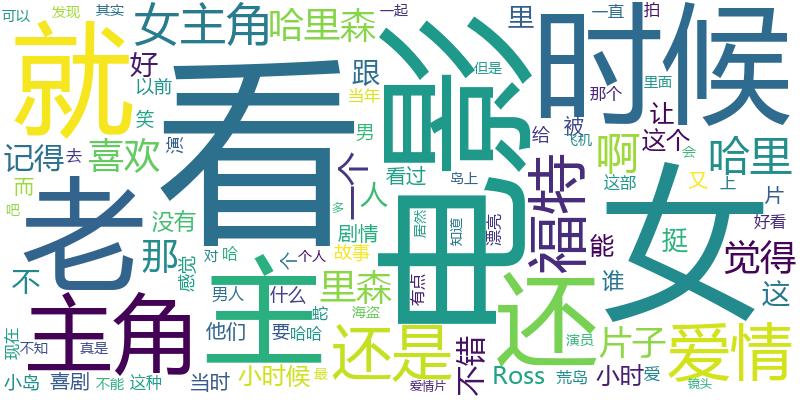 可以 发现 其实 女主角 哈里森 一起 里 一直 拍
就 好 跟 看 电影 但是 那个 里面 时候
以前 当年 笑 男 给 被 飞机 让 这个
记得 去 喜欢 演 一个 人 看过 岛上 啊 会 哈里
而 老 没有 剧情 居然 知道 漂亮 福特 这部 又 上 片
吧 那 多 女 挺 好看
不 感觉 对 哈 故事 个人 有点 能 谁 觉得
主角 男人 主 什么 里森 还 这
现在 他们 要 哈哈 蛇 海盗 还是 不错 演员 片子 爱情
不知 真是 小时候 最
小岛 喜剧 不能 这种 当时 爱情片 Ross 荒岛 小时 爱 镜头